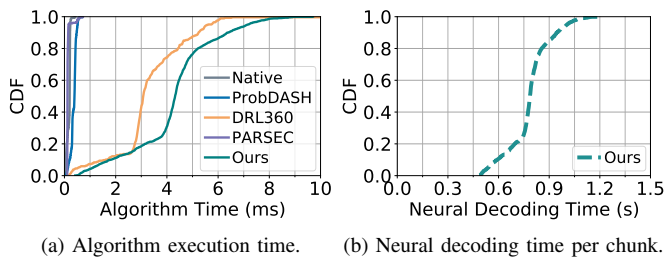 1.0
0.8
0.6
0.4
0.2
0.0
CDF
0 2 4 6 8 10
Algorithm Time (ms)
Native
ProbDASH
DRL360
PARSEC
Ours
(a) Algorithm execution time.
1.0
0.8
0.6
0.4
0.2
0.0
CDF
0.0 0.3 0.6 0.9 1.2 1.5
Neural Decoding Time (s)
Ours
(b) Neural decoding time per chunk.